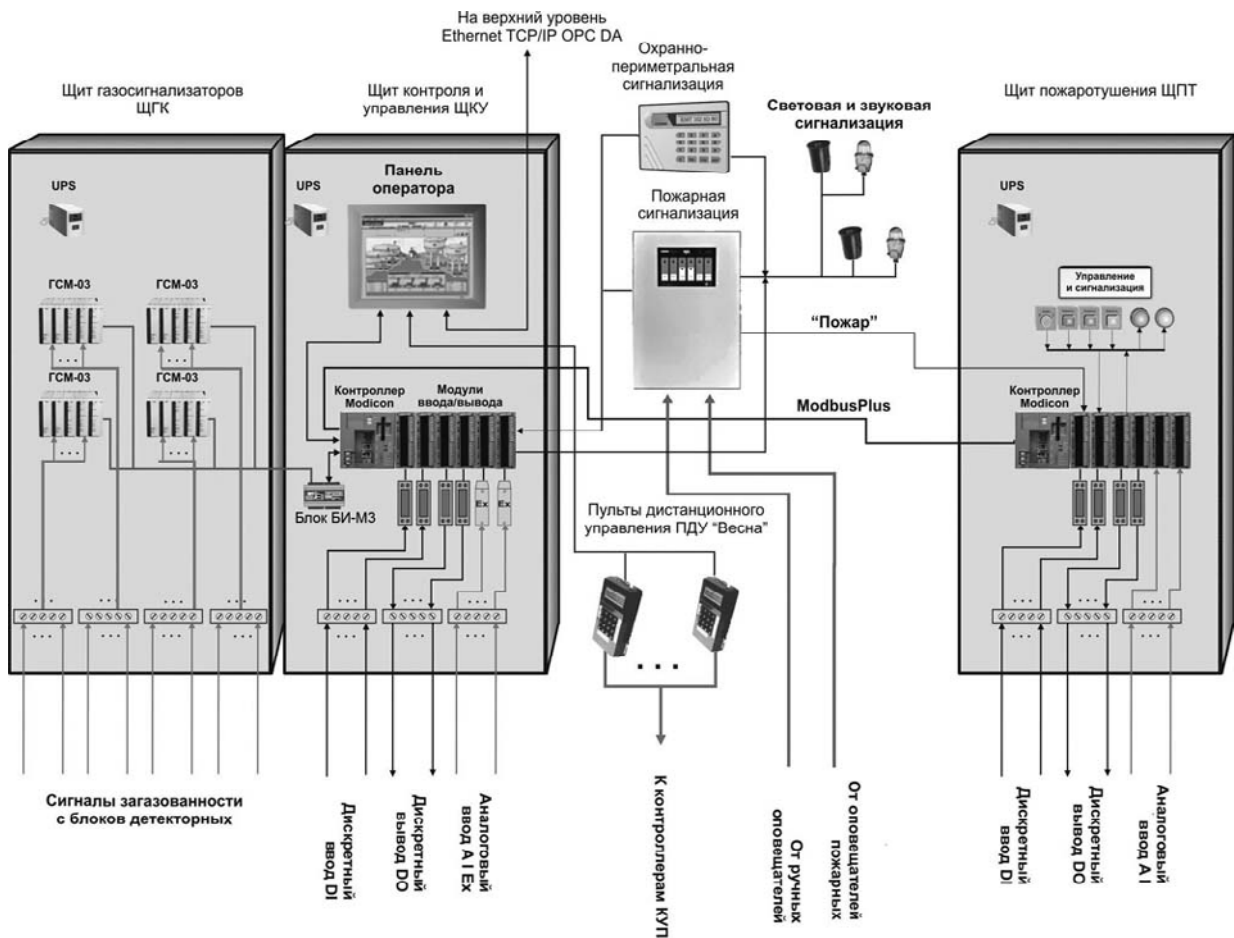 На верхний уровень
Ethernet TCP/IP OPC DA
Щит газосигнализаторов
ЩГК
Щит контроля и
управления ЩКУ
Охранно-
периметральная
сигнализация
Световая и звуковая
сигнализация
Щит пожаротушения ЩПТ
UPS
UPS
Панель
оператора
Пожарная
сигнализация
UPS
ГСМ-03
ГСМ-03
Управление
и сигнализация
“Пожар”
ГСМ-03
ГСМ-03
Контроллер
Modicon
Модули
ввода/вывода
ModbusPlus
Контроллер
Modicon
Ex
Ex
Блок БИ-МЗ
Пульты дистанционного
управления ПДУ “Весна”
Сигналы загазованности
с блоков детекторных
Дискретный
ввод DI
Дискретный
вывод DO
Аналоговый
ввод A I Ex
К контроллерам КУП
От ручных
оповещателей
От оповещателей
пожарных
Дискретный
ввод DI
Дискретный
вывод DO
Аналоговый
ввод A I